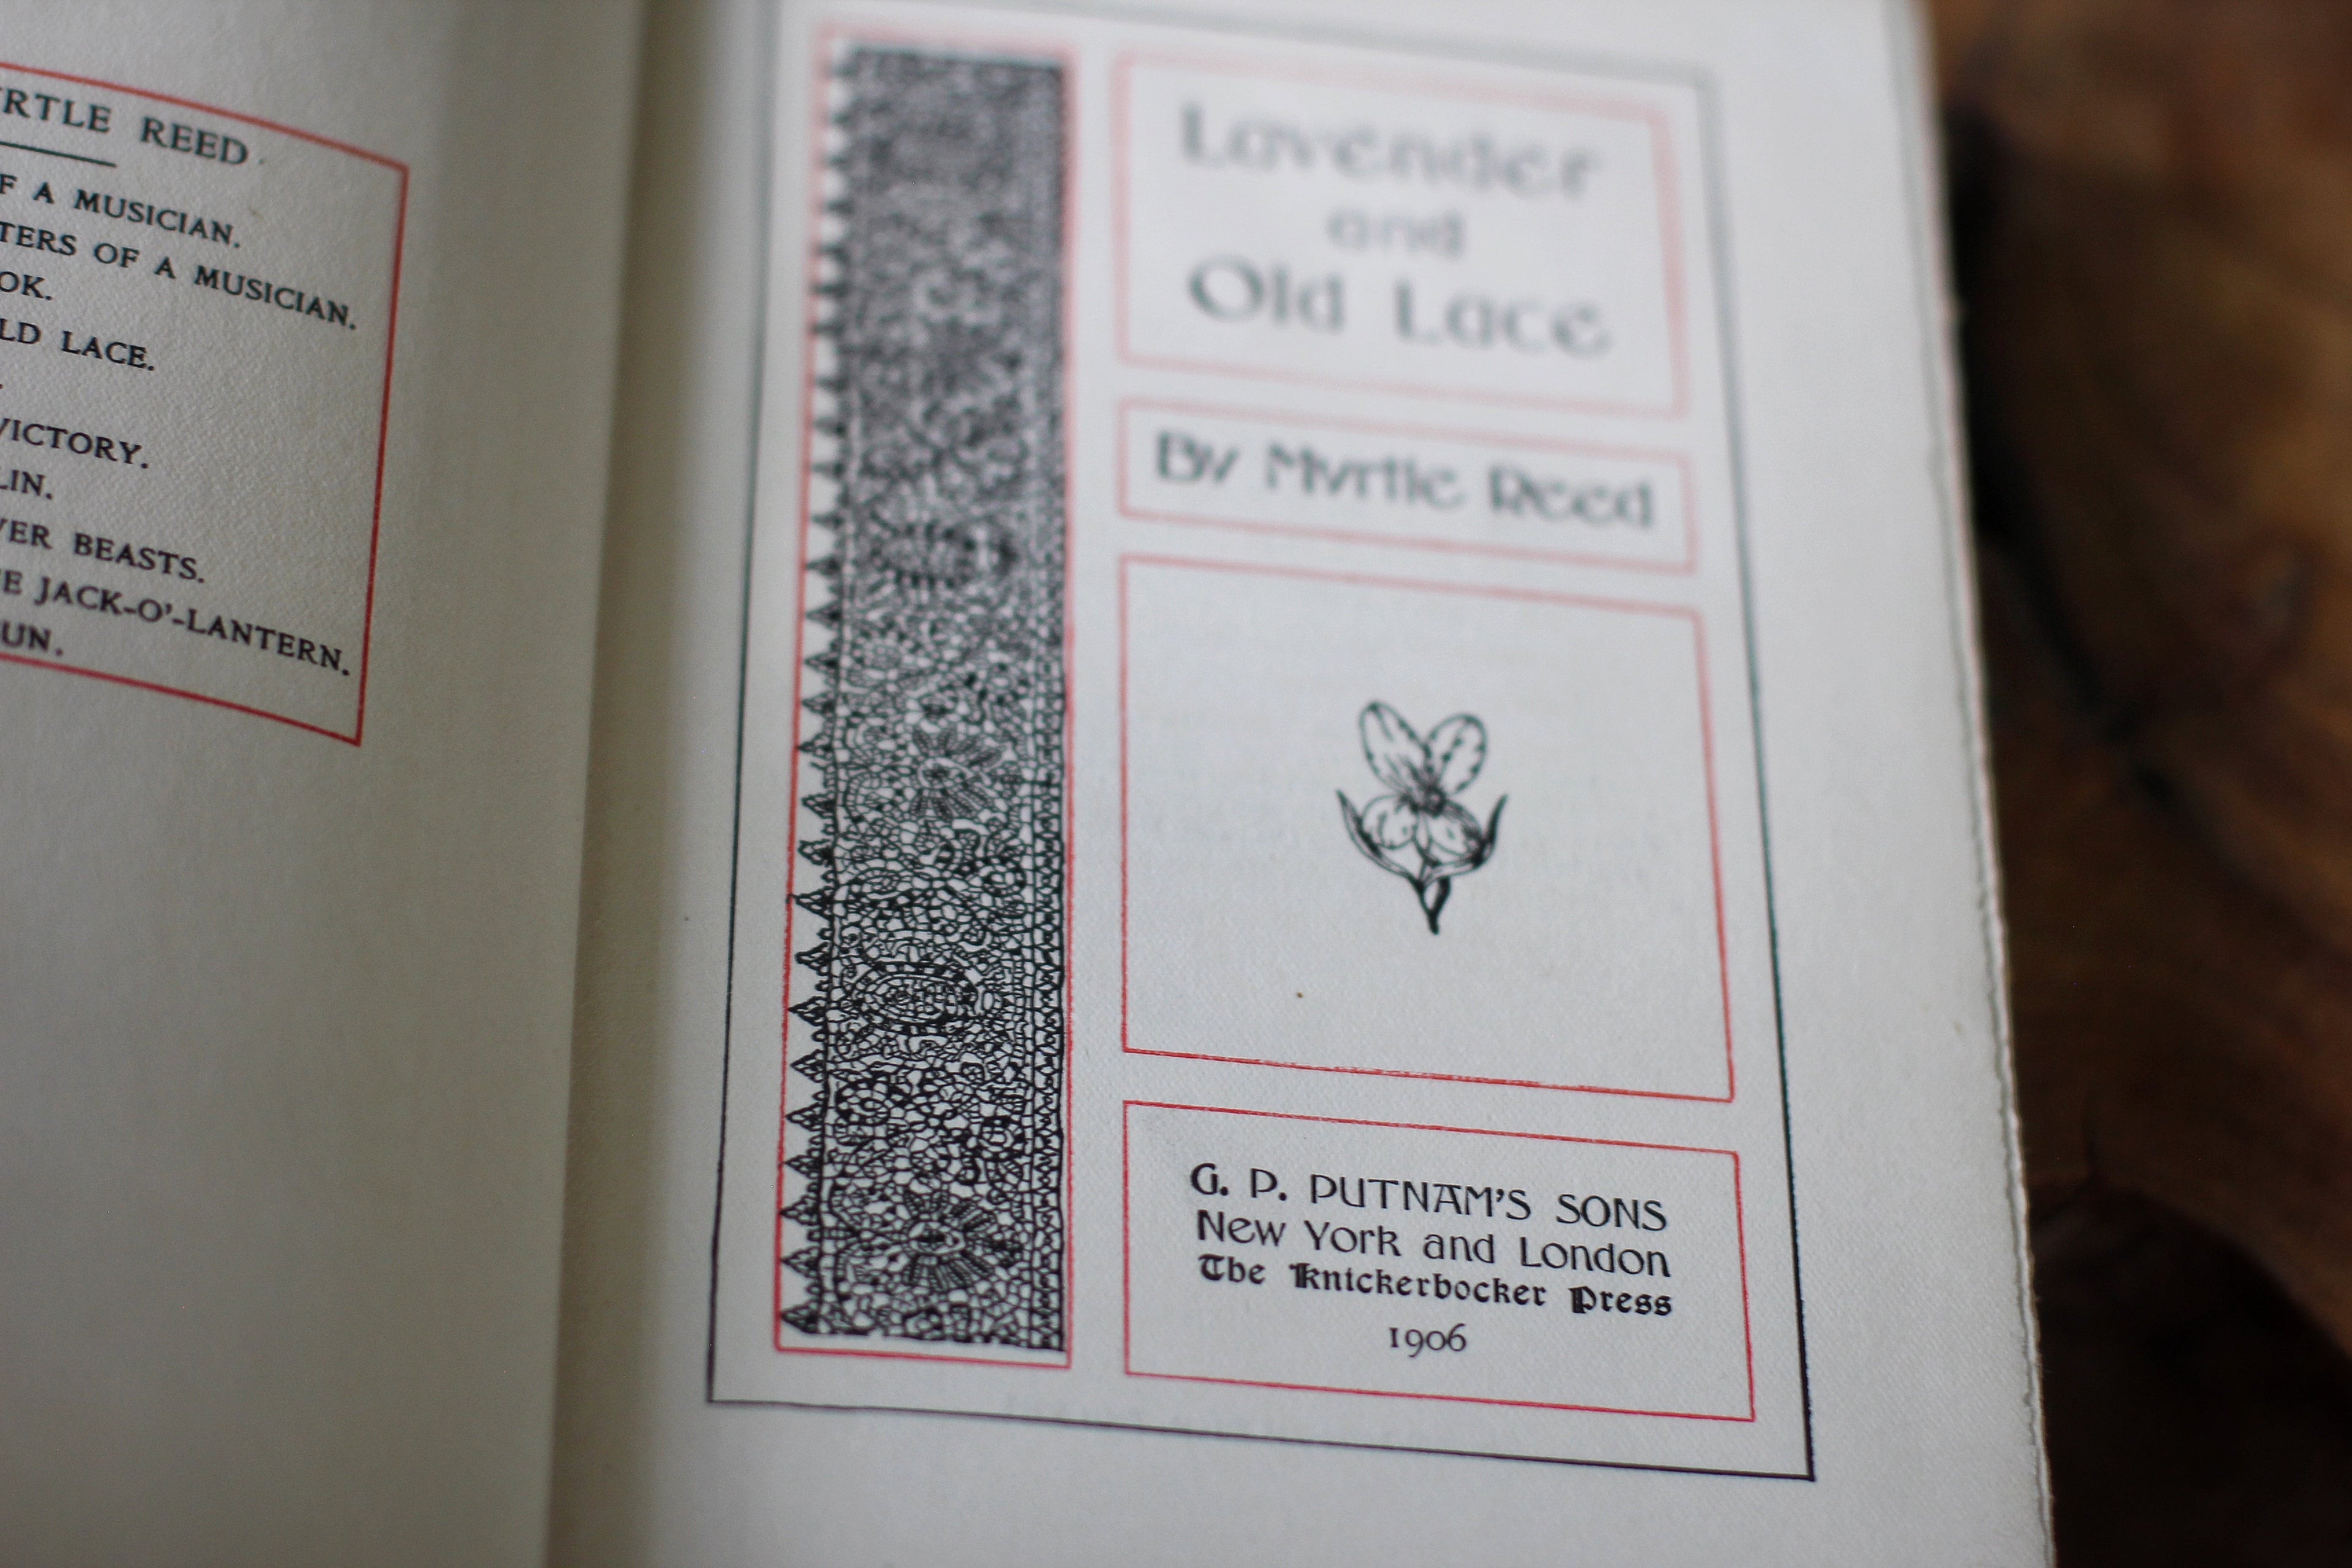 RTLE REED
F A MUSICIAN.
TERS OF A MUSICIAN.
OK.
LD LACE.
VICTORY.
LIN.
VER BEASTS.
E JACK-O'-LANTERN.
UN.
Lavender
and
Old Lace
By Myrtle Reed
G. P. PUTNAM'S SONS
New York and London
The Knickerbocker Press
1906